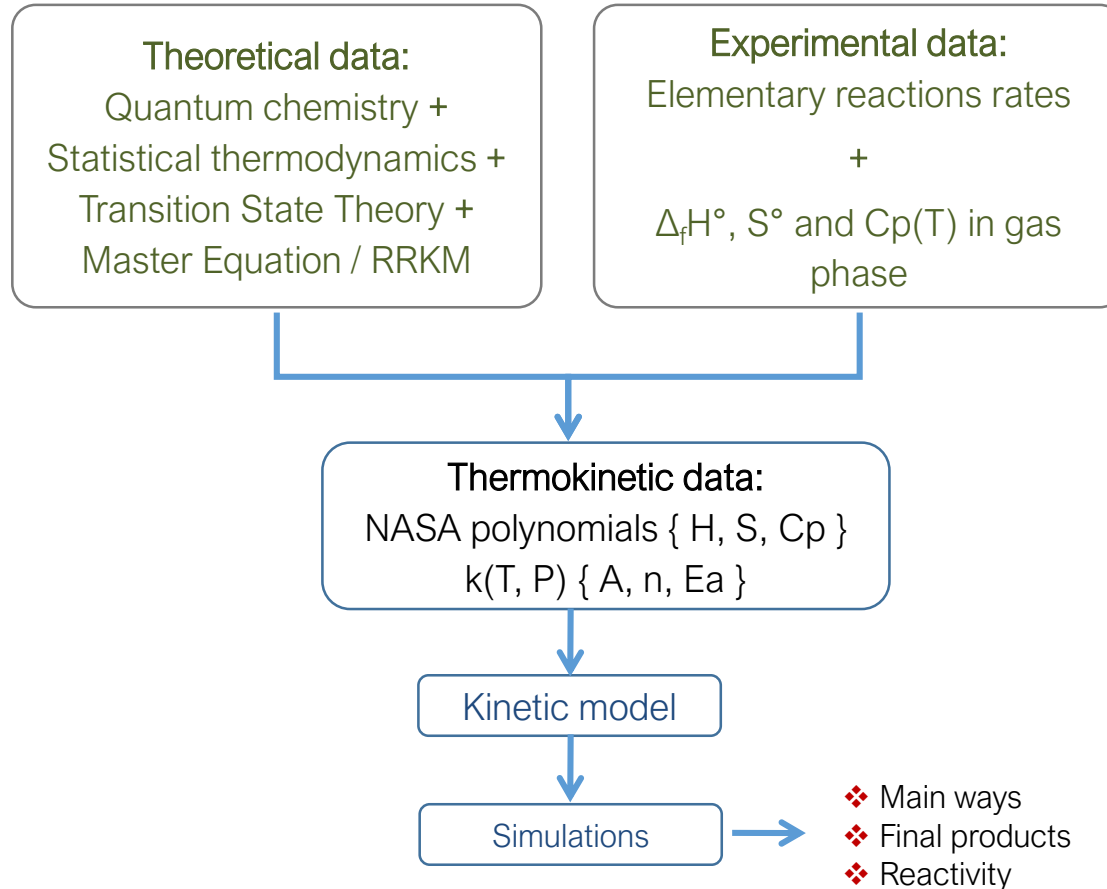 Theoretical data:
Quantum chemistry +
Statistical thermodynamics +
Transition State Theory +
Master Equation / RRKM
Experimental data:
Elementary reactions rates
+
ΔfH°, S° and Cp(T) in gas
phase
Thermokinetic data:
NASA polynomials { H, S, Cp }
k(T, P) { A, n, Ea }
Kinetic model
Simulations
❖ Main ways
❖ Final products
❖ Reactivity